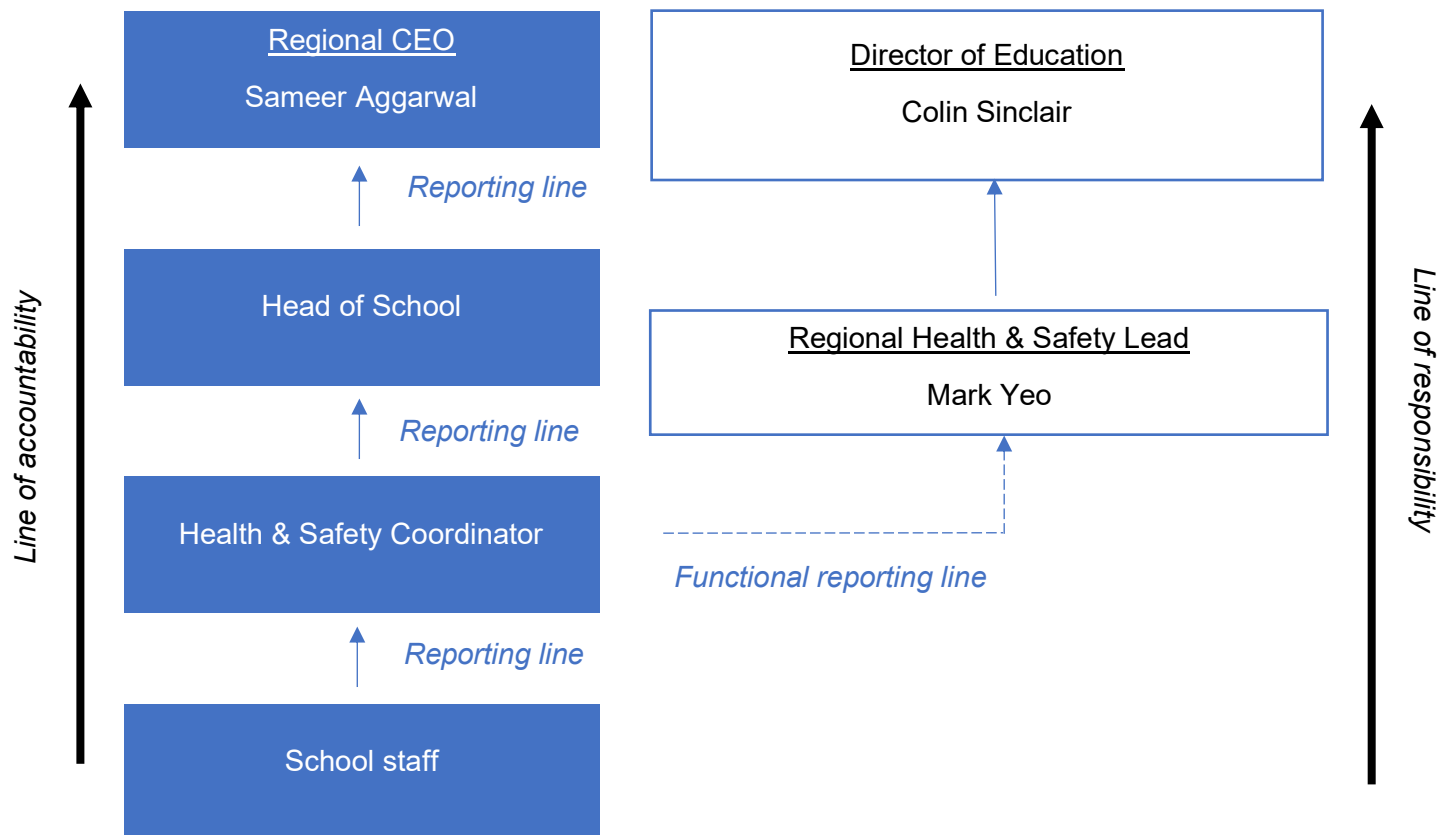 Regional CEO
Sameer Aggarwal
Director of Education
Colin Sinclair
Reporting line
Head of School
Regional Health & Safety Lead
Mark Yeo
Reporting line
Health & Safety Coordinator
Functional reporting line
Reporting line
School staff
Line of accountability
Line of responsibility